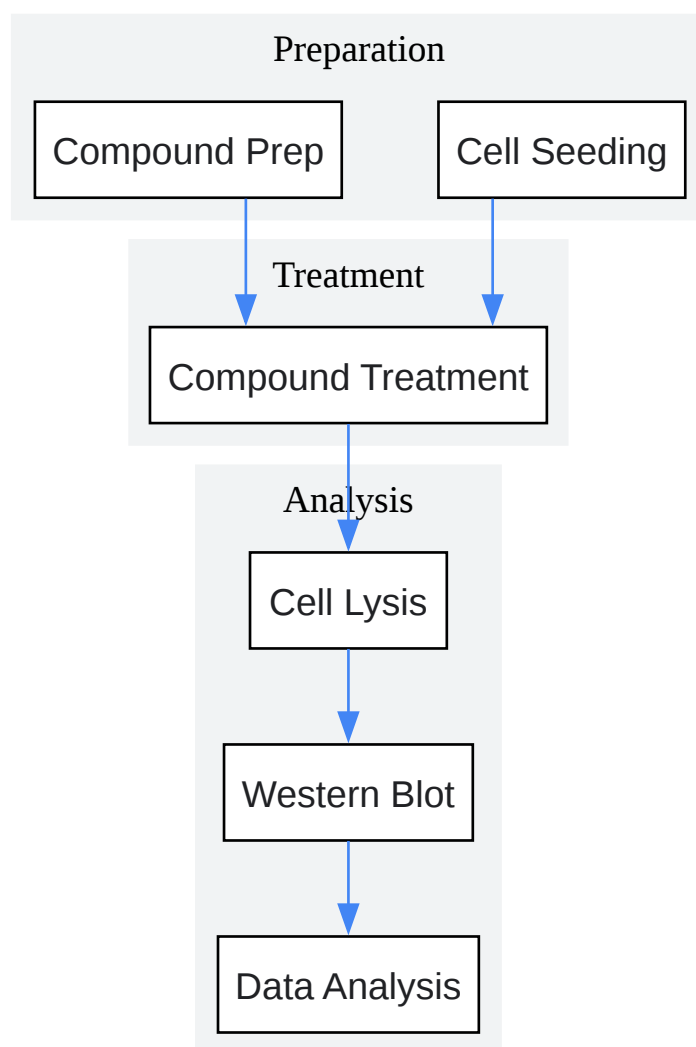 Preparation
Compound Prep
Cell Seeding
Treatment
Compound Treatment
Analysis
Cell Lysis
Western Blot
Data Analysis